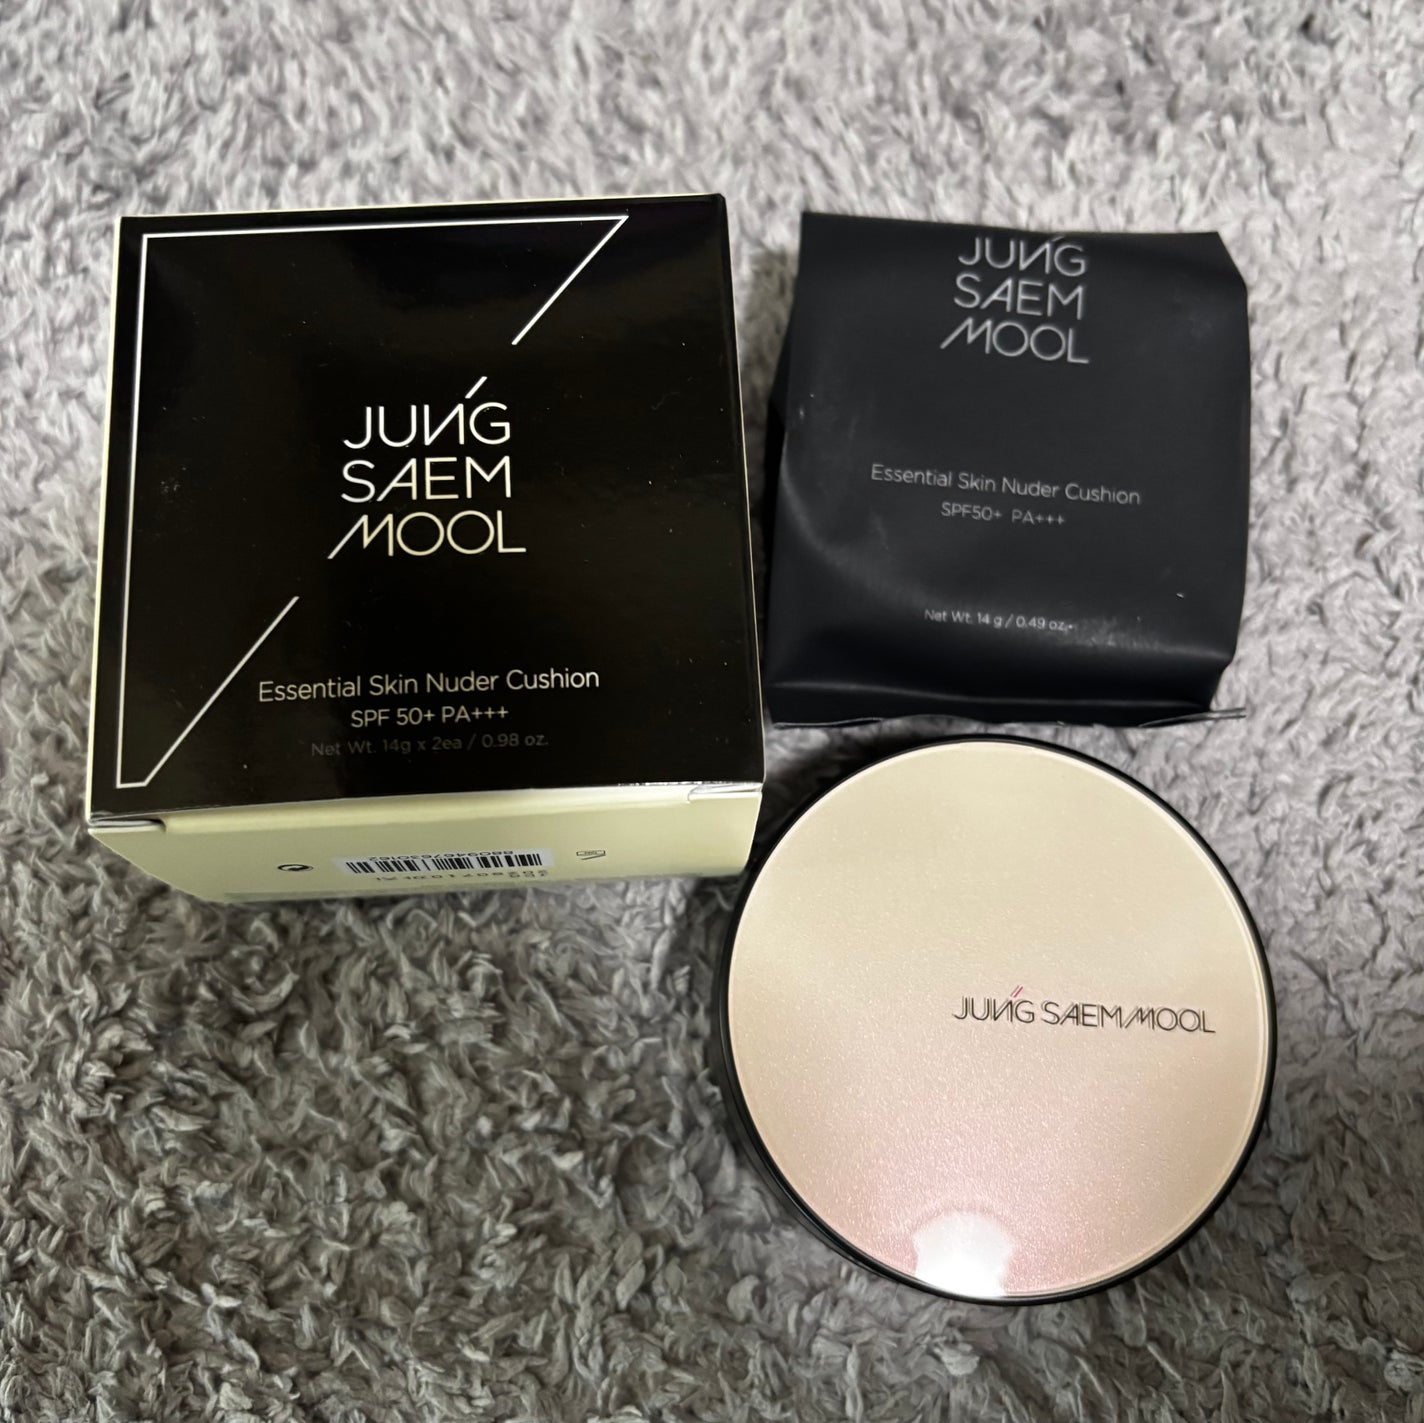 JUNG
SAEM
MOOL
Essential Skin Nuder Cushion
SPF 50+ PA+++
Net Wt. 14g x 2ea / 0.98 oz.
JUNG
SAEM
MOOL
Essential Skin Nuder Cushion
SPF50+ PA+++
Net Wt. 14 g / 0.49 oz.
JUNG SAEM MOOL